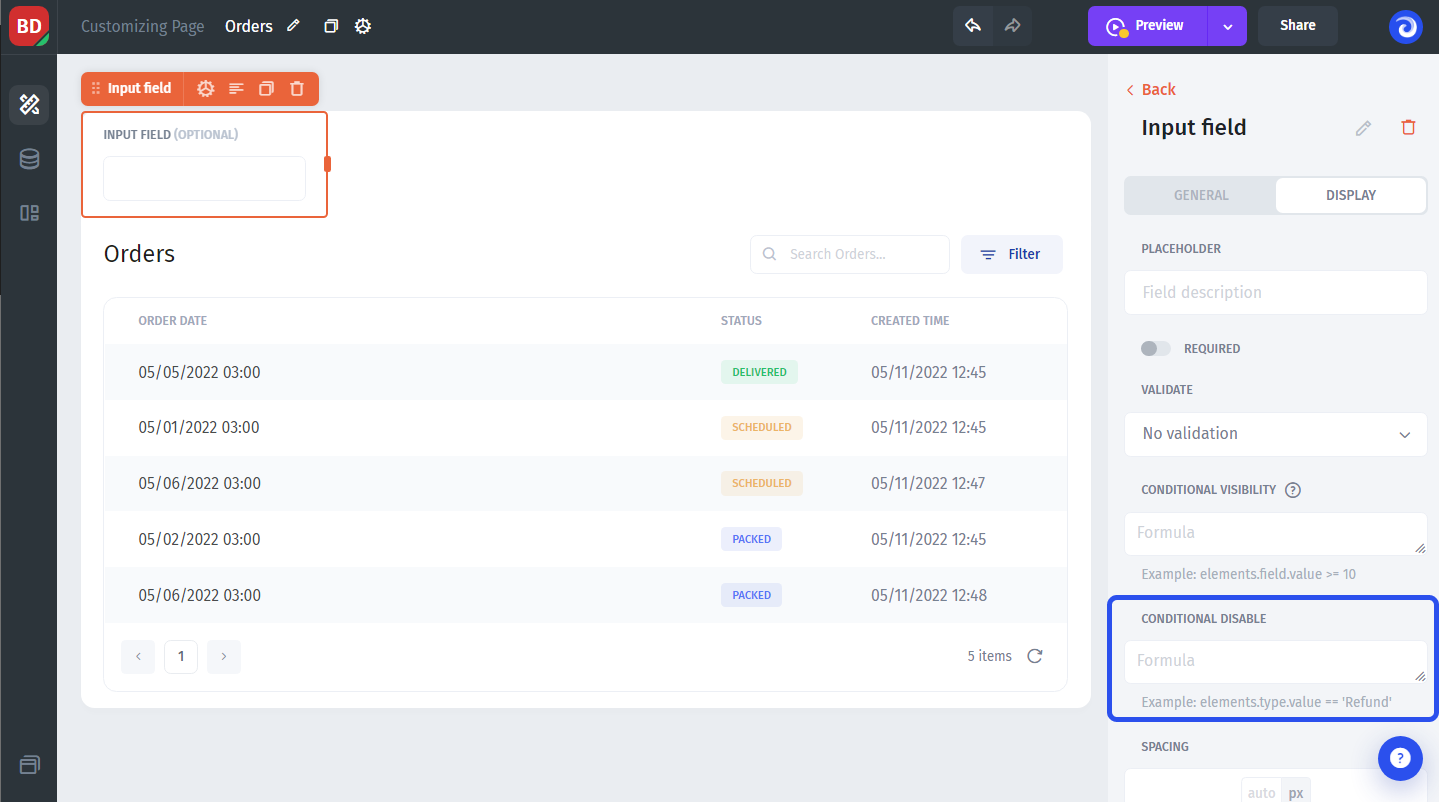 BD
Customizing Page
Orders
Preview
Share
Input field
INPUT FIELD (OPTIONAL)
Orders
Search Orders...
Filter
ORDER DATE STATUS CREATED TIME
05/05/2022 03:00 DELIVERED 05/11/2022 12:45
05/01/2022 03:00 SCHEDULED 05/11/2022 12:45
05/06/2022 03:00 SCHEDULED 05/11/2022 12:47
05/02/2022 03:00 PACKED 05/11/2022 12:45
05/06/2022 03:00 PACKED 05/11/2022 12:48
1
5 items
Back
Input field
GENERAL DISPLAY
PLACEHOLDER
Field description
REQUIRED
VALIDATE
No validation
CONDITIONAL VISIBILITY ?
Formula
Example: elements.field.value >= 10
CONDITIONAL DISABLE
Formula
Example: elements.type.value == 'Refund'
SPACING
auto px
?